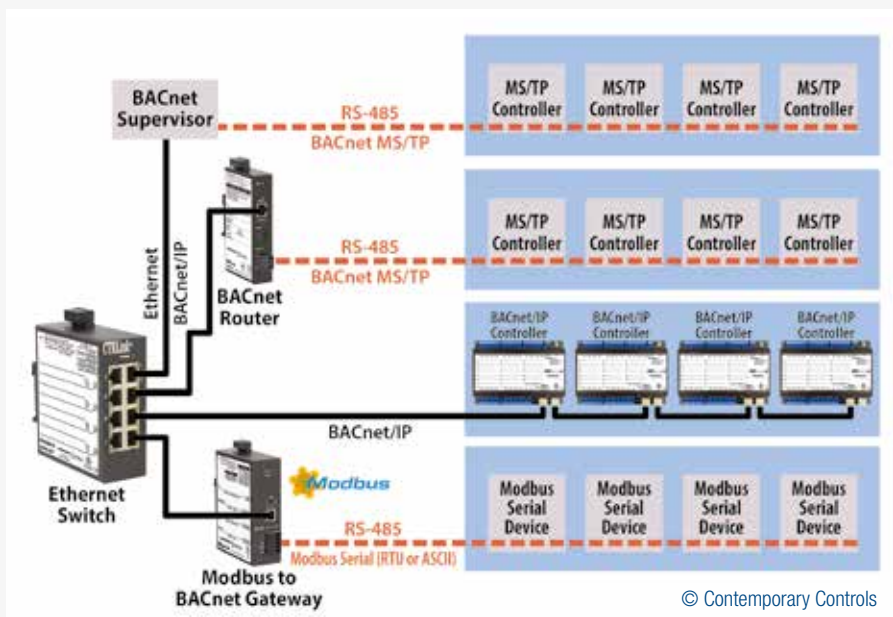 BACnet
Supervisor
RS-485
BACnet MS/TP
MS/TP
Controller
MS/TP
Controller
MS/TP
Controller
MS/TP
Controller
Ethernet
BACnet/IP
BACnet
Router
RS-485
BACnet MS/TP
MS/TP
Controller
MS/TP
Controller
MS/TP
Controller
MS/TP
Controller
BACnet/IP
Controller
BACnet/IP
Controller
BACnet/IP
Controller
BACnet/IP
Controller
BACnet/IP
Ethernet
Switch
Modbus
RS-485
Modbus Serial (RTU or ASCII)
Modbus to
BACnet Gateway
Modbus
Serial
Device
Modbus
Serial
Device
Modbus
Serial
Device
Modbus
Serial
Device
© Contemporary Controls